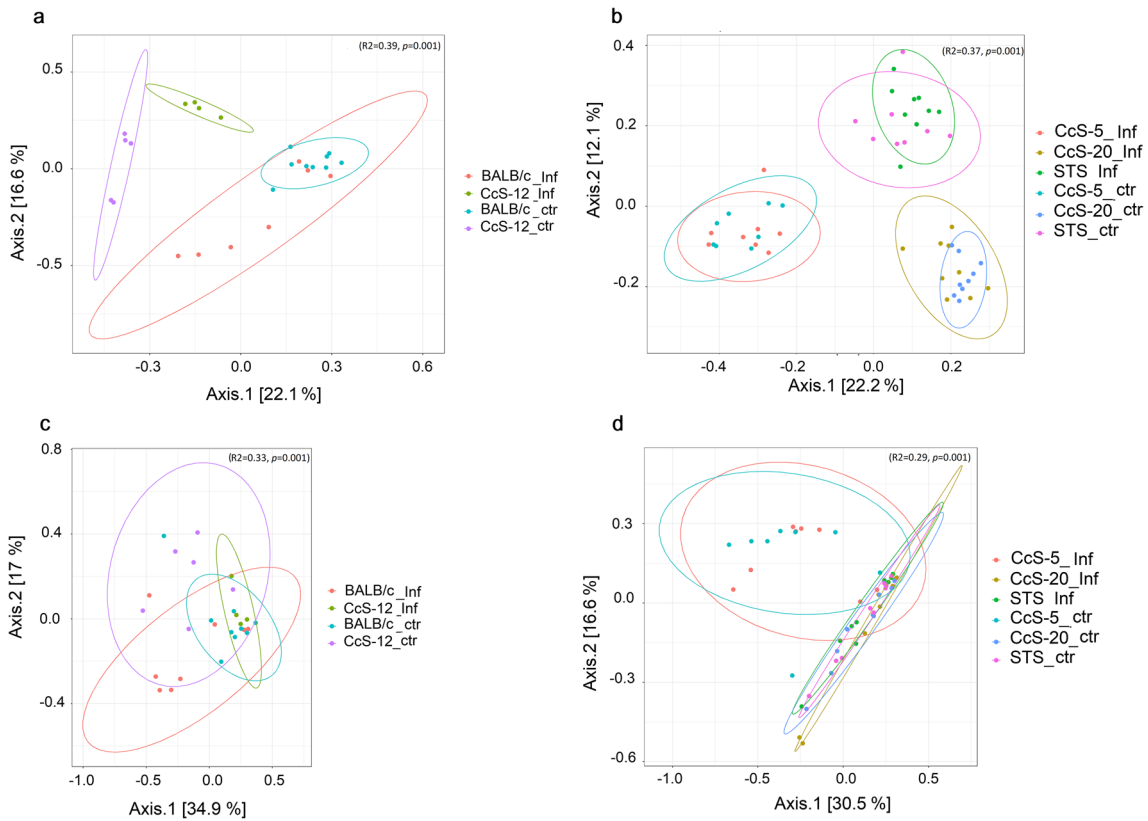 a
(R2=0.39, p=0.001)
0.5
0.0
-0.5
Axis.2 [16.6 %]
-0.3
0.0
0.3
0.6
Axis.1 [22.1 %]
BALB/c_Inf
CcS-12_Inf
BALB/c_ctr
CcS-12_ctr
b
(R2=0.37, p=0.001)
0.4
0.2
0.0
-0.2
Axis.2 [12.1 %]
-0.4
-0.2
0.0
0.2
Axis.1 [22.2 %]
CcS-5_ Inf
CcS-20_Inf
STS_Inf
CcS-5_ctr
CcS-20_ctr
STS_ctr
c
(R2=0.33, p=0.001)
0.8
0.4
0.0
-0.4
Axis.2 [17 %]
-1.0
-0.5
0.0
0.5
Axis.1 [34.9 %]
BALB/c_Inf
CcS-12_Inf
BALB/c_ctr
CcS-12_ctr
d
(R2=0.29, p=0.001)
0.3
0.0
-0.3
-0.6
Axis.2 [16.6 %]
-1.0
-0.5
0.0
0.5
Axis.1 [30.5 %]
CcS-5_ Inf
CcS-20_Inf
STS_Inf
CcS-5_ctr
CcS-20_ctr
STS_ctr